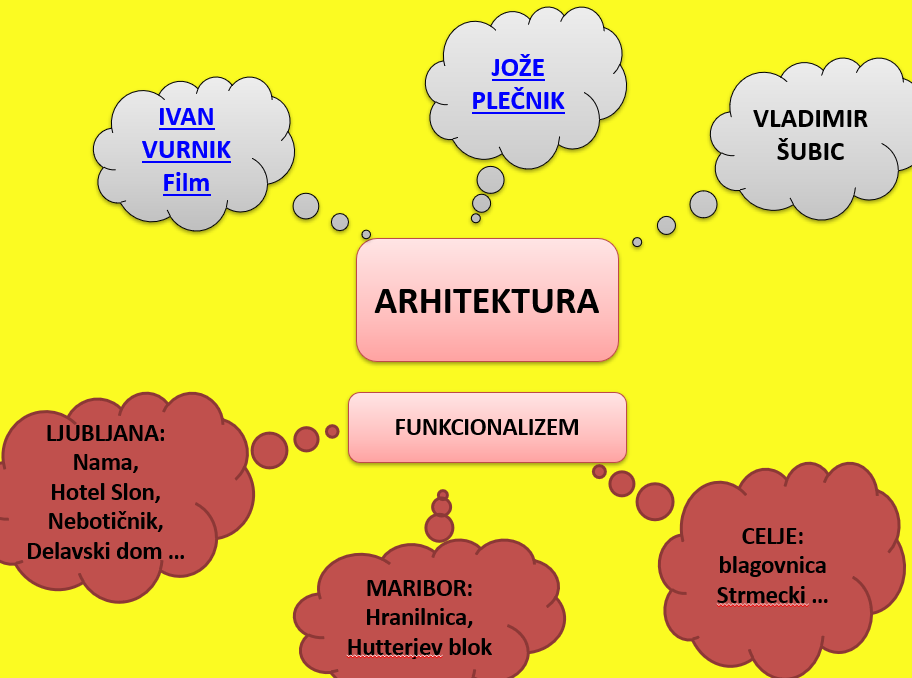 IVAN
VURNIK
Film
JOŽE
PLEČNIK
VLADIMIR
ŠUBIC
ARHITEKTURA
FUNKCIONALIZEM
LJUBLJANA:
Nama,
Hotel Slon,
Nebotičnik,
Delavski dom ...
MARIBOR:
Hranilnica,
Hutterjev blok
CELJE:
blagovnica
Strmecki ...